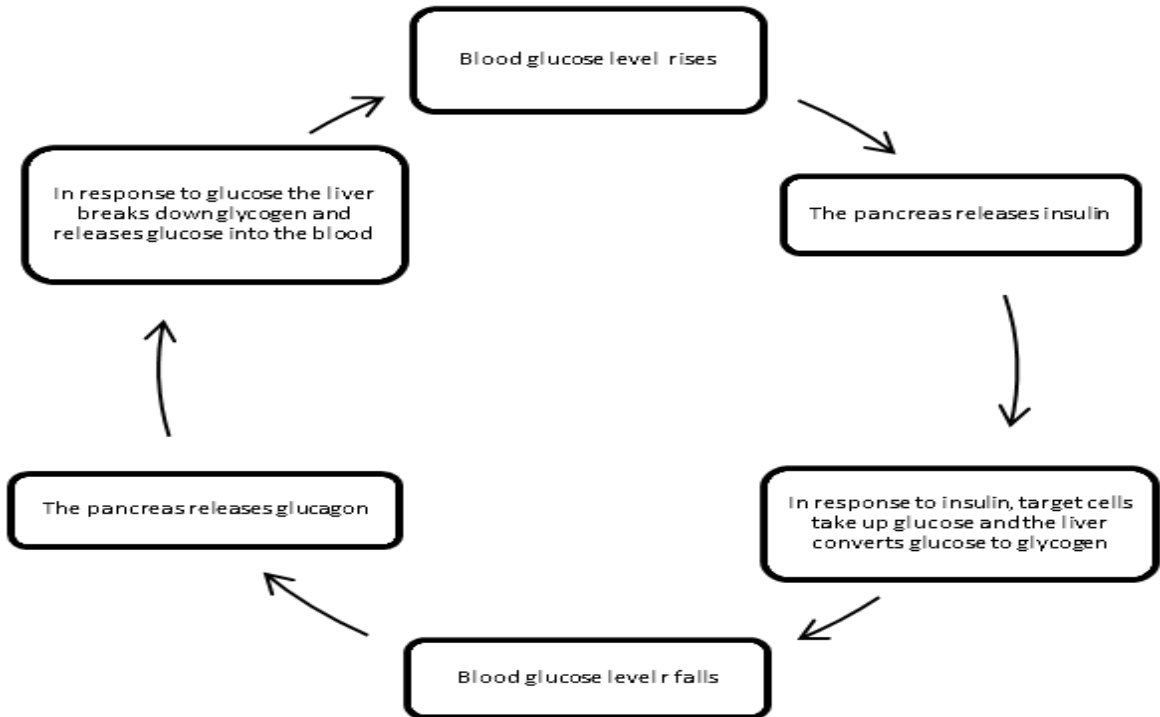 Blood glucose level rises
The pancreas releases insulin
In response to insulin, target cells
take up glucose and the liver
converts glucose to glycogen
Blood glucose level r falls
The pancreas releases glucagon
In response to glucose the liver
breaks down glycogen and
releases glucose into the blood